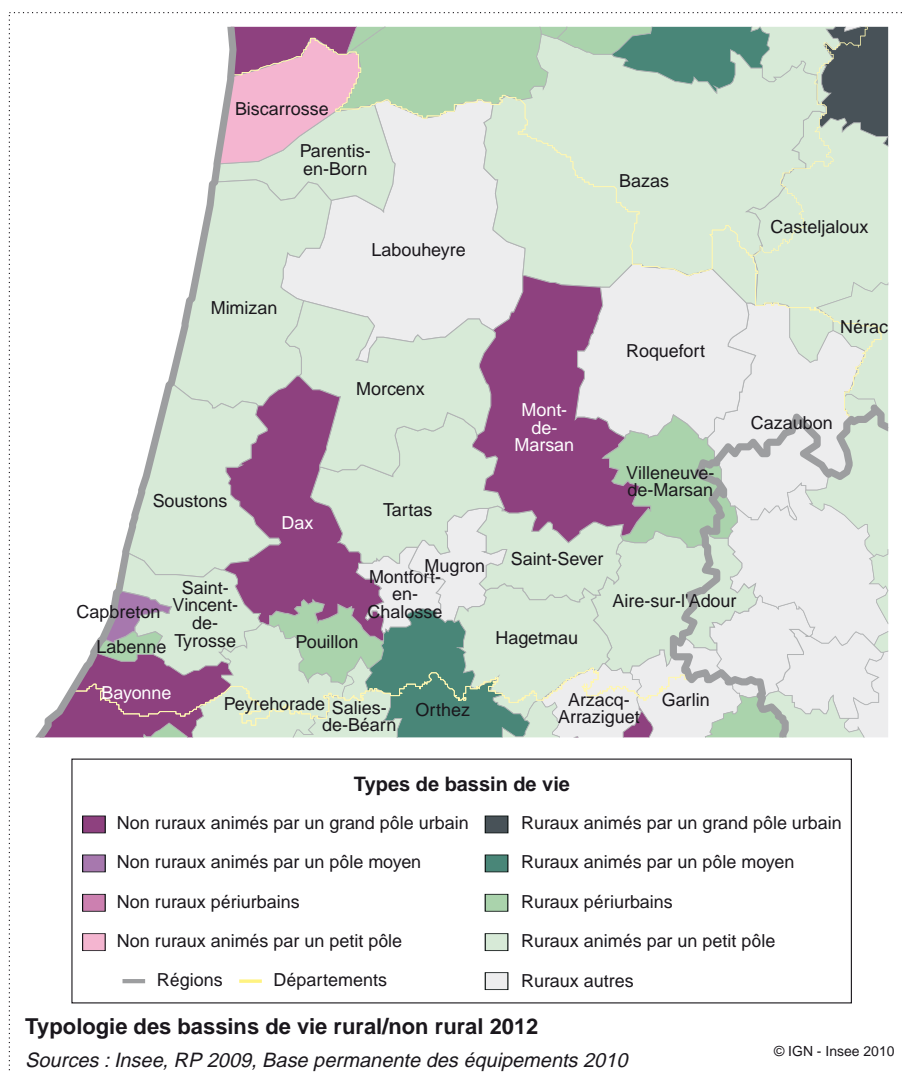 Biscarrosse
Parentis-
en-Born
Bazas
Casteljaloux
Labouheyre
Mimizan
Nérac
Roquefort
Morcenx
Mont-
de-
Marsan
Cazaubon
Villeneuve-
de-Marsan
Soustons
Tartas
Dax
Saint-Sever
Mugron
Montfort-
en-
Chalosse
Saint-
Vincent-
de-
Tyrosse
Capbreton
Aire-sur-l'Adour
Labenne
Pouillon
Hagetmau
Bayonne
Peyrehorade
Salies-
de-Béarn
Orthez
Arzacq-
Arraziguet
Garlin
Types de bassin de vie
Non ruraux animés par un grand pôle urbain
Non ruraux animés par un pôle moyen
Non ruraux périurbains
Non ruraux animés par un petit pôle
Régions
Départements
Ruraux animés par un grand pôle urbain
Ruraux animés par un pôle moyen
Ruraux périurbains
Ruraux animés par un petit pôle
Ruraux autres
Typologie des bassins de vie rural/non rural 2012
Sources : Insee, RP 2009, Base permanente des équipements 2010
© IGN - Insee 2010